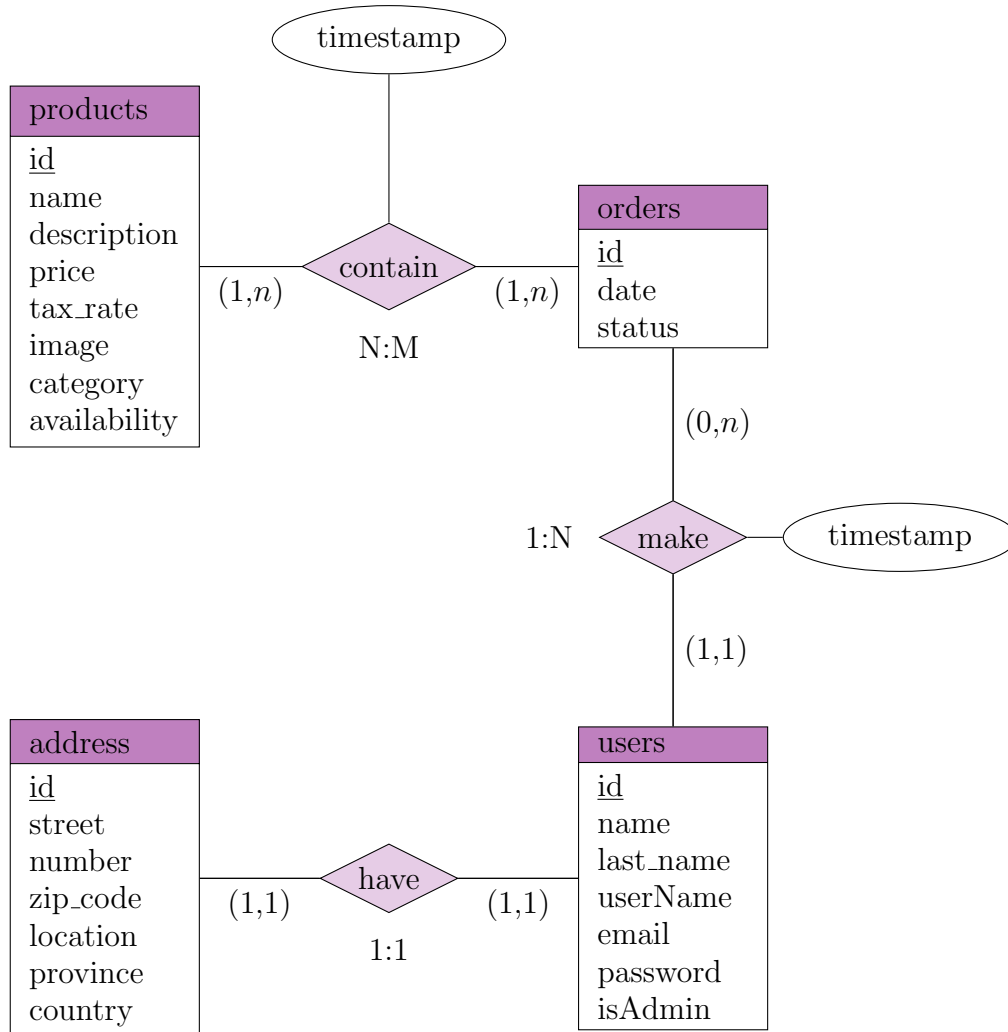 timestamp
products
id
name
description
price
tax_rate
image
category
availability
contain
(1,n)
(1,n)
N:M
orders
id
date
status
(0,n)
1:N
make
timestamp
(1,1)
address
id
street
number
zip_code
location
province
country
have
(1,1)
(1,1)
1:1
users
id
name
last_name
userName
email
password
isAdmin